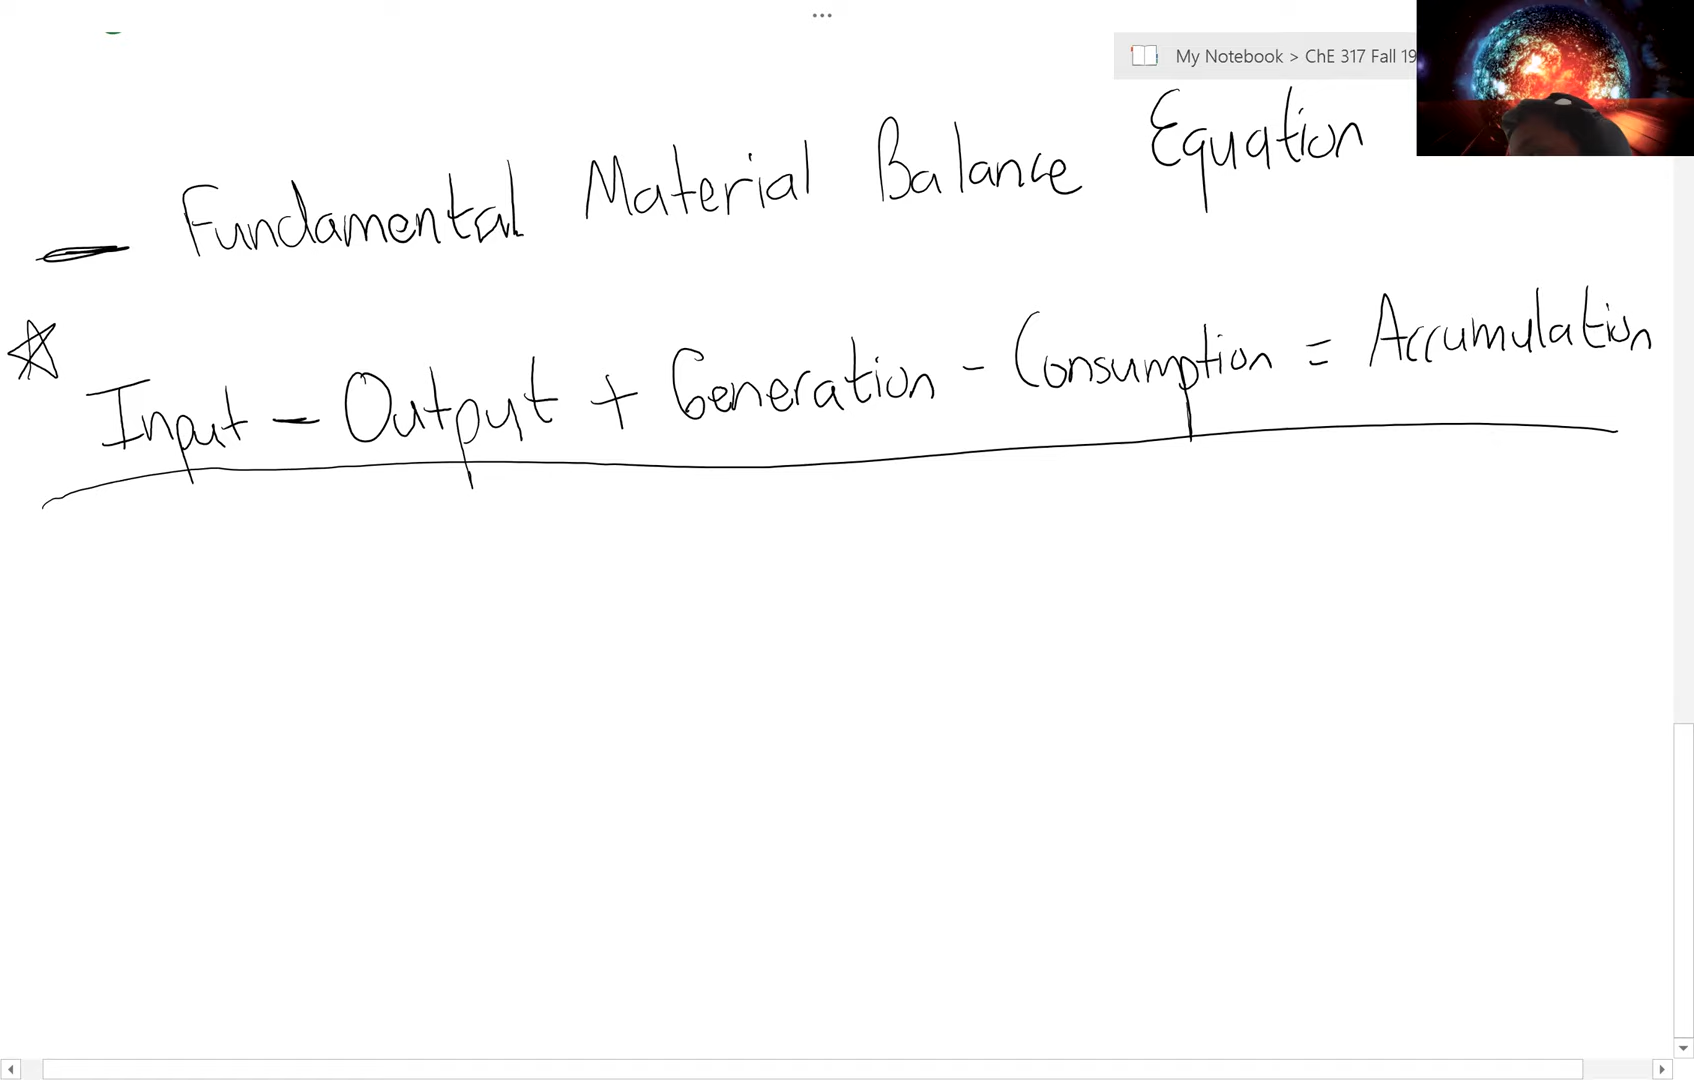 My Notebook > ChE 317 Fall 19
Fundamental Material Balance Equation
Input - Output + Generation - Consumption = Accumulation